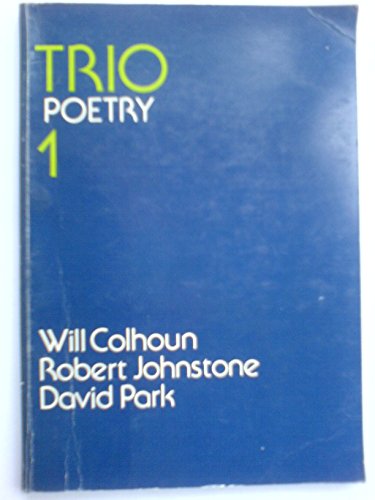 TRIO
POETRY
1
Will Colhoun
Robert Johnstone
David Park